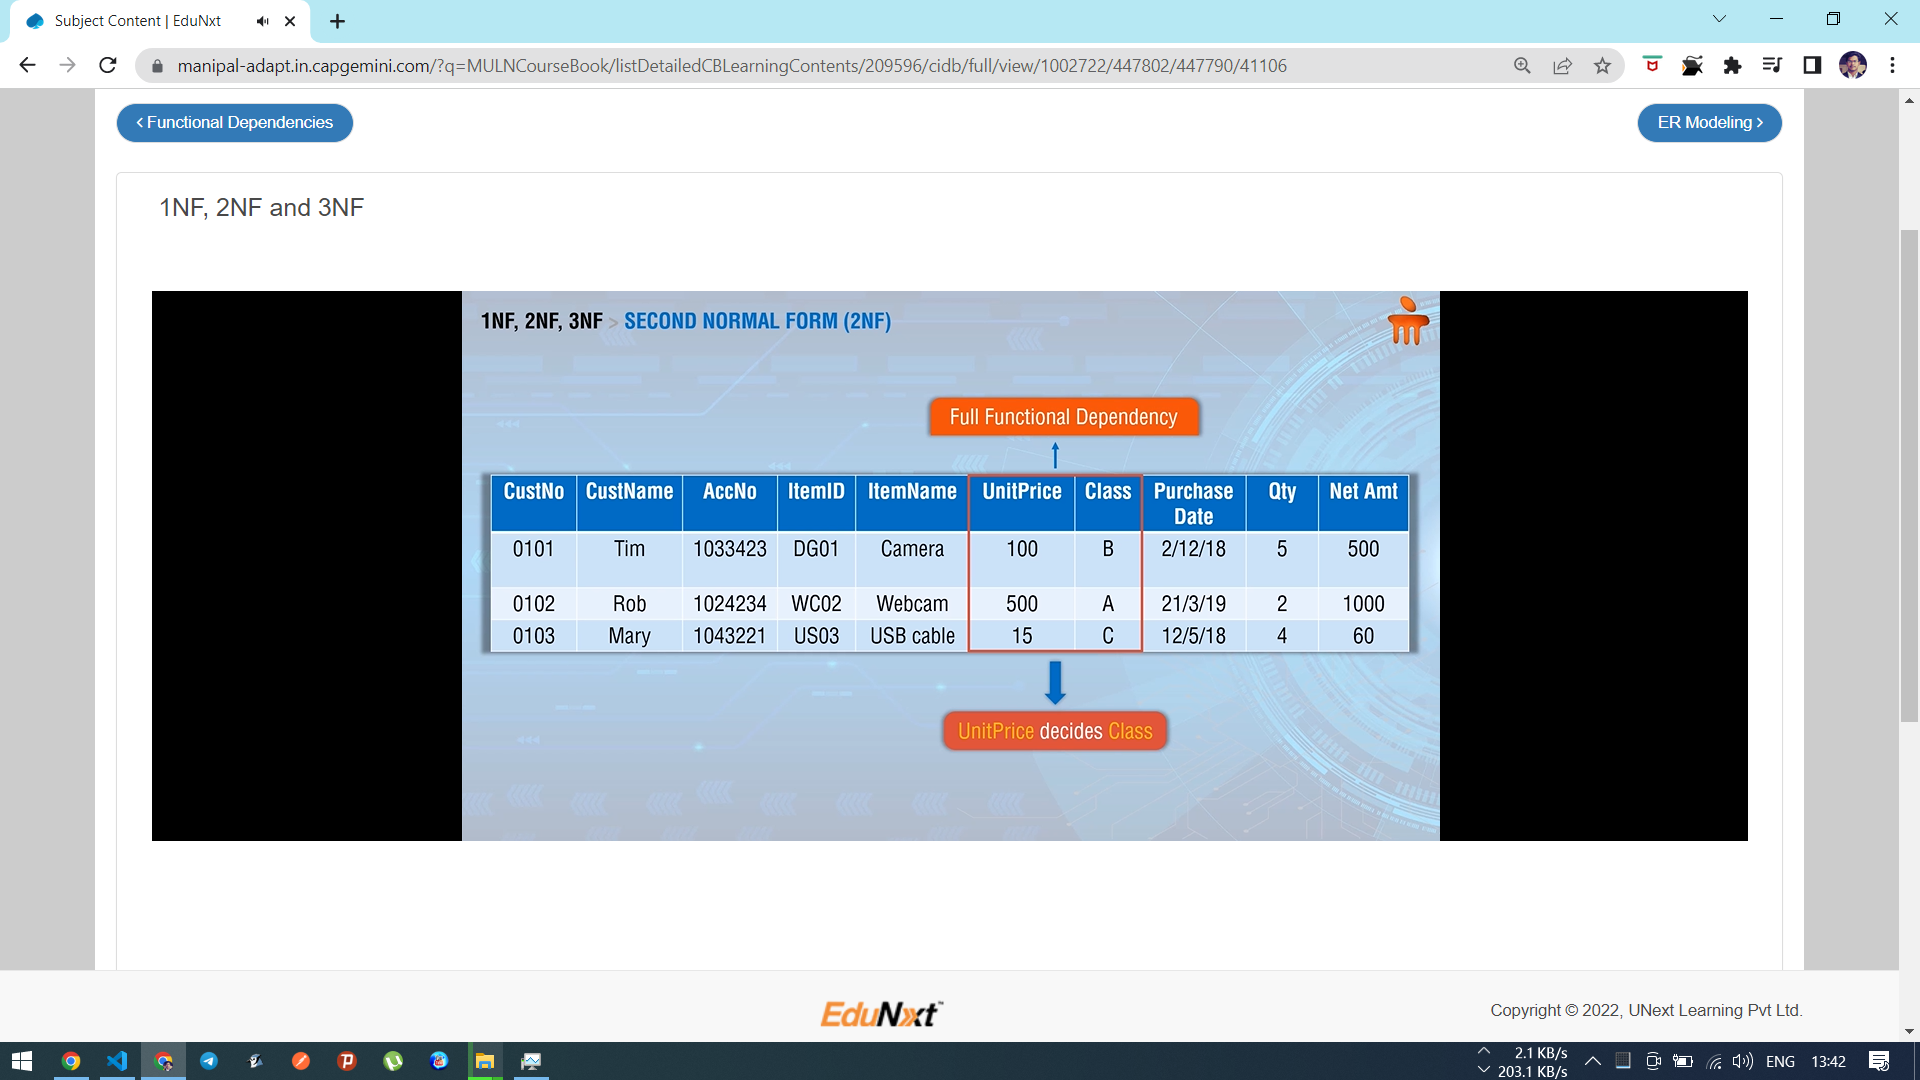 Subject Content | EduNxt
manipal-adapt.in.capgemini.com/?q=MULNCourseBook/listDetailedCBLearningContents/209596/cidb/full/view/1002722/447802/447790/41106
< Functional Dependencies
ER Modeling >
1NF, 2NF and 3NF
1NF, 2NF, 3NF > SECOND NORMAL FORM (2NF)
Full Functional Dependency
CustNo CustName AccNo ItemID ItemName UnitPrice Class Purchase Date Qty Net Amt
0101 Tim 1033423 DG01 Camera 100 B 2/12/18 5 500
0102 Rob 1024234 WC02 Webcam 500 A 21/3/19 2 1000
0103 Mary 1043221 US03 USB cable 15 C 12/5/18 4 60
UnitPrice decides Class
EduNxt™
Copyright © 2022, UNext Learning Pvt Ltd.
2.1 KB/s
203.1 KB/s
ENG 13:42